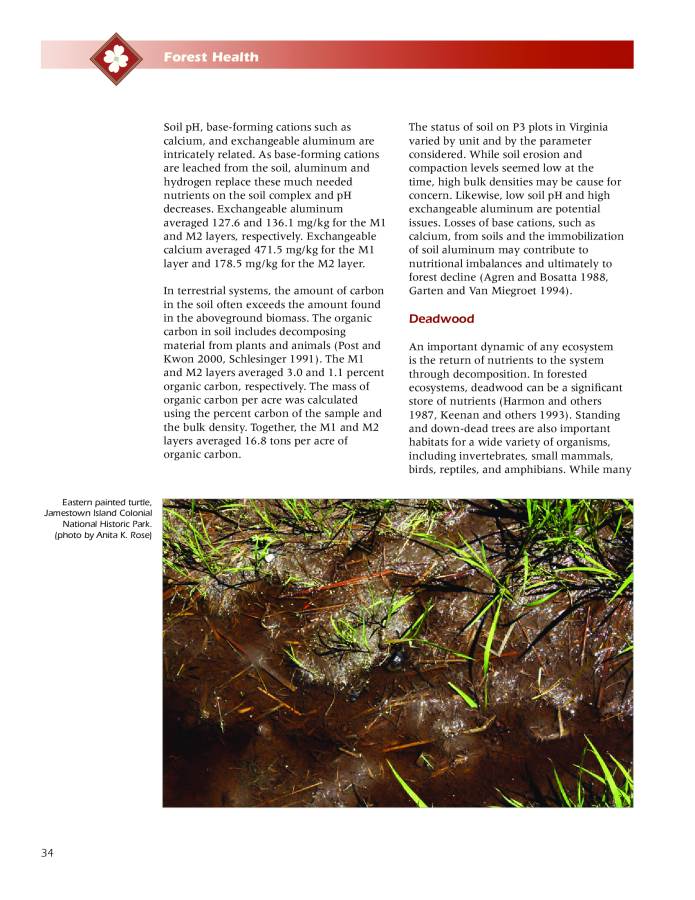 Forest Health
Soil pH, base-forming cations such as
calcium, and exchangeable aluminum are
intricately related. As base-forming cations
are leached from the soil, aluminum and
hydrogen replace these much needed
nutrients on the soil complex and pH
decreases. Exchangeable aluminum
averaged 127.6 and 136.1 mg/kg for the M1
and M2 layers, respectively. Exchangeable
calcium averaged 471.5 mg/kg for the M1
layer and 178.5 mg/kg for the M2 layer.
In terrestrial systems, the amount of carbon
in the soil often exceeds the amount found
in the aboveground biomass. The organic
carbon in soil includes decomposing
material from plants and animals (Post and
Kwon 2000, Schlesinger 1991). The M1
and M2 layers averaged 3.0 and 1.1 percent
organic carbon, respectively. The mass of
organic carbon per acre was calculated
using the percent carbon of the sample and
the bulk density. Together, the M1 and M2
layers averaged 16.8 tons per acre of
organic carbon.
The status of soil on P3 plots in Virginia
varied by unit and by the parameter
considered. While soil erosion and
compaction levels seemed low at the
time, high bulk densities may be cause for
concern. Likewise, low soil pH and high
exchangeable aluminum are potential
issues. Losses of base cations, such as
calcium, from soils and the immobilization
of soil aluminum may contribute to
nutritional imbalances and ultimately to
forest decline (Agren and Bosatta 1988,
Garten and Van Miegroet 1994).
Deadwood
An important dynamic of any ecosystem
is the return of nutrients to the system
through decomposition. In forested
ecosystems, deadwood can be a significant
store of nutrients (Harmon and others
1987, Keenan and others 1993). Standing
and down-dead trees are also important
habitats for a wide variety of organisms,
including invertebrates, small mammals,
birds, reptiles, and amphibians. While many
Eastern painted turtle,
Jamestown Island Colonial
National Historic Park.
(photo by Anita K. Rose)
34